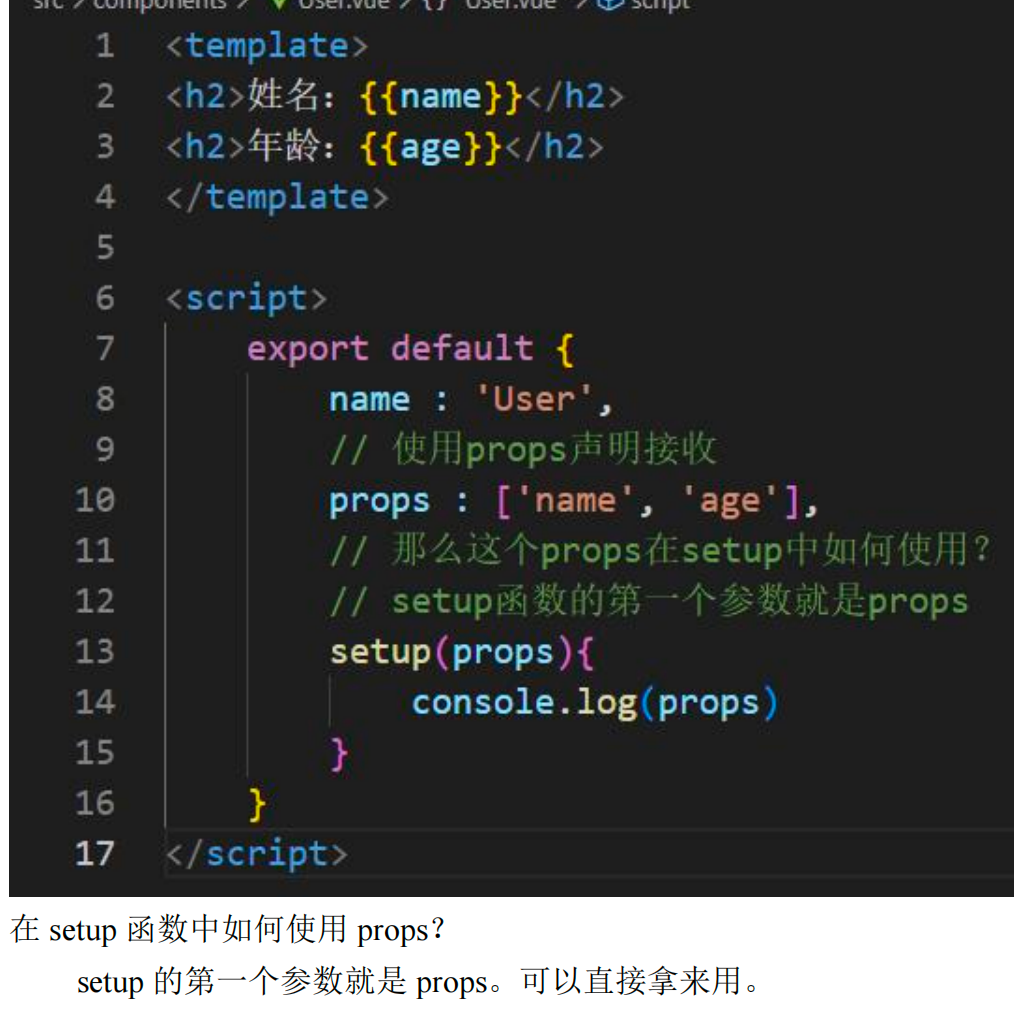 src > components > User.vue > {} User.vue > script
1 <template>
2 <h2>姓名：{{name}}</h2>
3 <h2>年龄：{{age}}</h2>
4 </template>
5
6 <script>
7 export default {
8 name : 'User',
9 // 使用props声明接收
10 props : ['name', 'age'],
11 // 那么这个props在setup中如何使用？
12 // setup函数的第一个参数就是props
13 setup(props){
14 console.log(props)
15 }
16 }
17 </script>
在 setup 函数中如何使用 props？
setup 的第一个参数就是 props。可以直接拿来用。